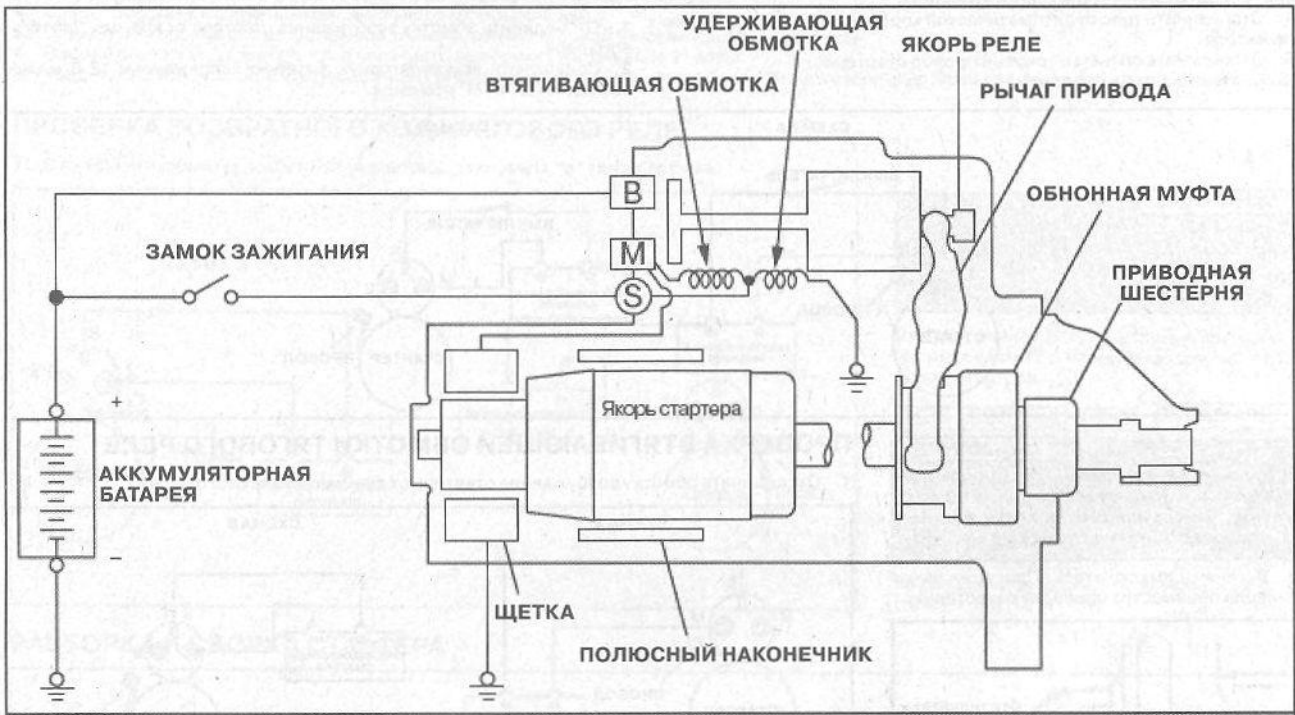 УДЕРЖИВАЮЩАЯ
ОБМОТКА
ЯКОРЬ РЕЛЕ
ВТЯГИВАЮЩАЯ ОБМОТКА
РЫЧАГ ПРИВОДА
B
ОБНОННАЯ МУФТА
ЗАМОК ЗАЖИГАНИЯ
M
ПРИВОДНАЯ
ШЕСТЕРНЯ
S
+
Якорь стартера
АККУМУЛЯТОРНАЯ
БАТАРЕЯ
–
ЩЕТКА
ПОЛЮСНЫЙ НАКОНЕЧНИК